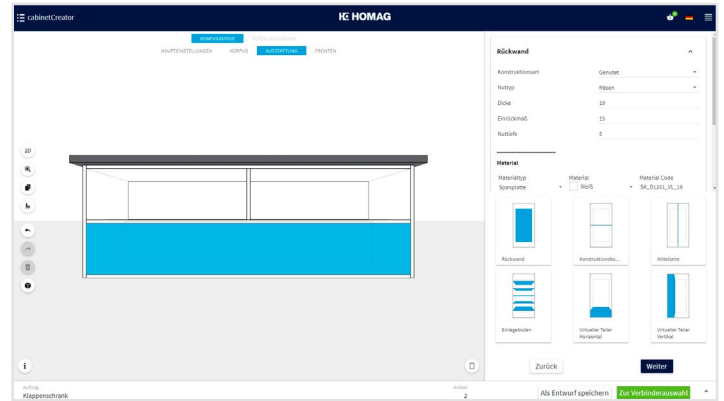 cabinetCreator
HOMAG
KONFIGURATOR
HAUPTEINSTELLUNGEN KORPUS AUSSTATTUNG FRONTEN
Rückwand
Konstruktionsart Genutet
Nuttyp fräsen
Dicke 19
Einrückmaß 15
Nuttiefe 5
Material
Materialtyp Material Material Code
Spanplatte Weiß SK_D1251_VL_19
2D
Rückwand Konstruktionsbo... Mittelseite
Einlegeboden Virtueller Teiler Horizontal Virtueller Teiler Vertikal
i
Zurück Weiter
Auftrag Artikel
Klappenschrank 2
Als Entwurf speichern Zur Verbinderauswahl